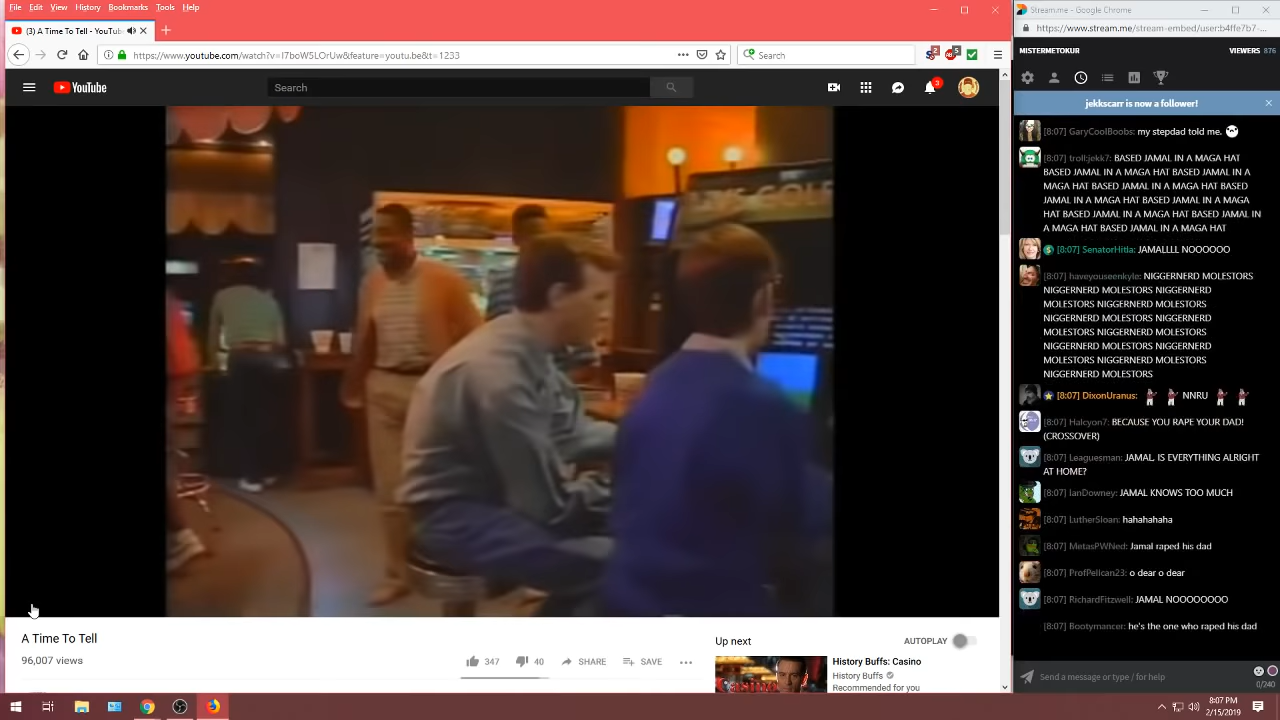 File Edit View History Bookmarks Tools Help
(3) A Time To Tell - YouTube
https://www.youtube.com/watch?v=I7boW5LOrUw&feature=youtu.be&t=1233
Search
2
5
YouTube
Search
3
A Time To Tell
96,007 views
347
40
SHARE
SAVE
Up next
AUTOPLAY
History Buffs: Casino
History Buffs
Recommended for you
Stream.me - Google Chrome
https://www.stream.me/stream-embed/user:b4ffe7b7-...
MISTERMETOKUR
VIEWERS 876
jekkscarr is now a follower!
[8:07] GaryCoolBoobs: my stepdad told me.
[8:07] troll:jekk7: BASED JAMAL IN A MAGA HAT
BASED JAMAL IN A MAGA HAT BASED JAMAL IN A
MAGA HAT BASED JAMAL IN A MAGA HAT BASED
JAMAL IN A MAGA HAT BASED JAMAL IN A MAGA
HAT BASED JAMAL IN A MAGA HAT BASED JAMAL IN
A MAGA HAT BASED JAMAL IN A MAGA HAT
S [8:07] SenatorHitla: JAMALLLL NOOOOOO
[8:07] haveyouseenkyle: NIGGERNERD MOLESTORS
NIGGERNERD MOLESTORS NIGGERNERD
MOLESTORS NIGGERNERD MOLESTORS
NIGGERNERD MOLESTORS NIGGERNERD
MOLESTORS NIGGERNERD MOLESTORS
NIGGERNERD MOLESTORS NIGGERNERD
MOLESTORS NIGGERNERD MOLESTORS
NIGGERNERD MOLESTORS
[8:07] DixonUranus: NNRU
[8:07] Halcyon7: BECAUSE YOU RAPE YOUR DAD!
(CROSSOVER)
[8:07] Leaguesman: JAMAL, IS EVERYTHING ALRIGHT
AT HOME?
[8:07] IanDowney: JAMAL KNOWS TOO MUCH
[8:07] LutherSloan: hahahahaha
[8:07] MetasPWNed: Jamal raped his dad
[8:07] ProfPelican23: o dear o dear
[8:07] RichardFitzwell: JAMAL NOOOOOOOO
[8:07] Bootymancer: he's the one who raped his dad
Send a message or type / for help
0/240
8:07 PM
2/15/2019